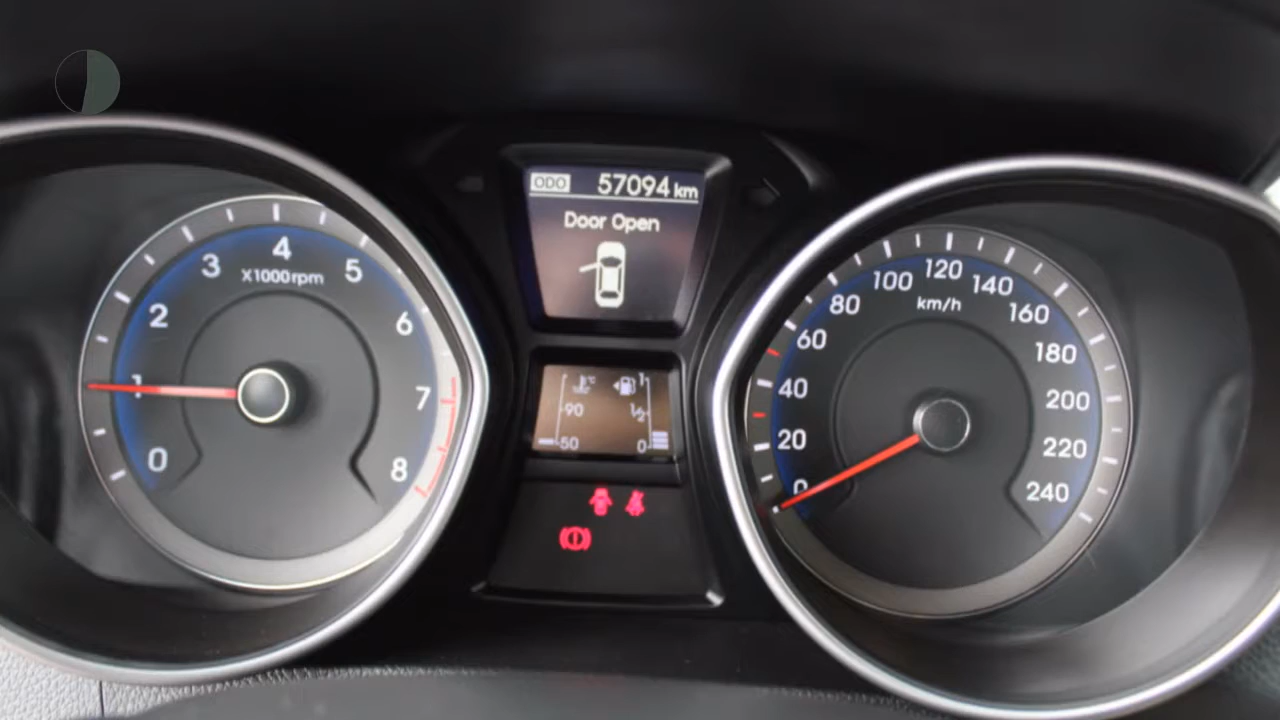 ODO 57094 km
Door Open
0 1 2 3 4 5 6 7 8
X1000rpm
°C 1
90 ½
50 0
0 20 40 60 80 100 120 140 160 180 200 220 240
km/h